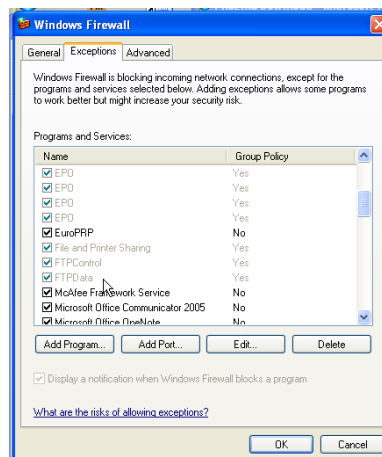 Windows Firewall
General Exceptions Advanced
Windows Firewall is blocking incoming network connections, except for the
programs and services selected below. Adding exceptions allows some programs
to work better but might increase your security risk.
Programs and Services:
Name Group Policy
EPO Yes
EPO Yes
EPO Yes
EPO Yes
EuroPRP No
File and Printer Sharing Yes
FTPControl Yes
FTPData Yes
McAfee Framework Service No
Microsoft Office Communicator 2005 No
Microsoft Office OneNote No
Add Program... Add Port... Edit... Delete
Display a notification when Windows Firewall blocks a program
What are the risks of allowing exceptions?
OK Cancel